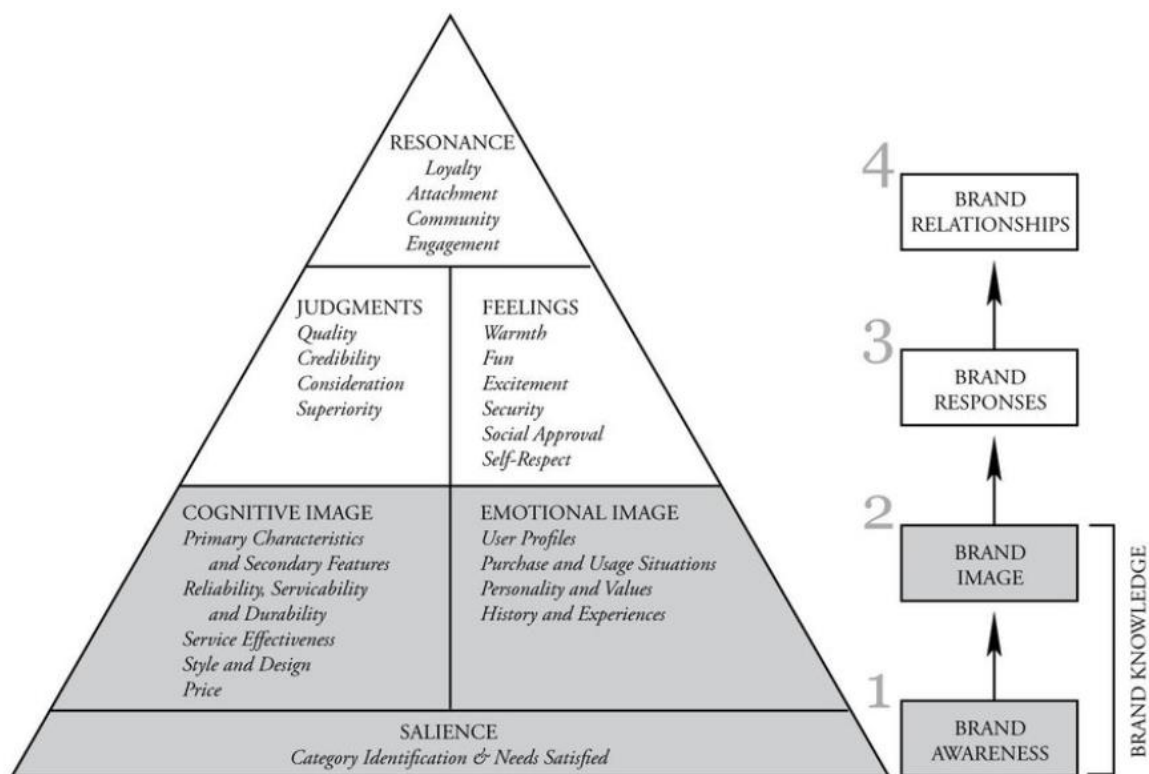 RESONANCE
Loyalty
Attachment
Community
Engagement
JUDGMENTS
Quality
Credibility
Consideration
Superiority
FEELINGS
Warmth
Fun
Excitement
Security
Social Approval
Self-Respect
COGNITIVE IMAGE
Primary Characteristics
and Secondary Features
Reliability, Servicability
and Durability
Service Effectiveness
Style and Design
Price
EMOTIONAL IMAGE
User Profiles
Purchase and Usage Situations
Personality and Values
History and Experiences
SALIENCE
Category Identification & Needs Satisfied
4
BRAND
RELATIONSHIPS
3
BRAND
RESPONSES
2
BRAND
IMAGE
1
BRAND
AWARENESS
BRAND KNOWLEDGE